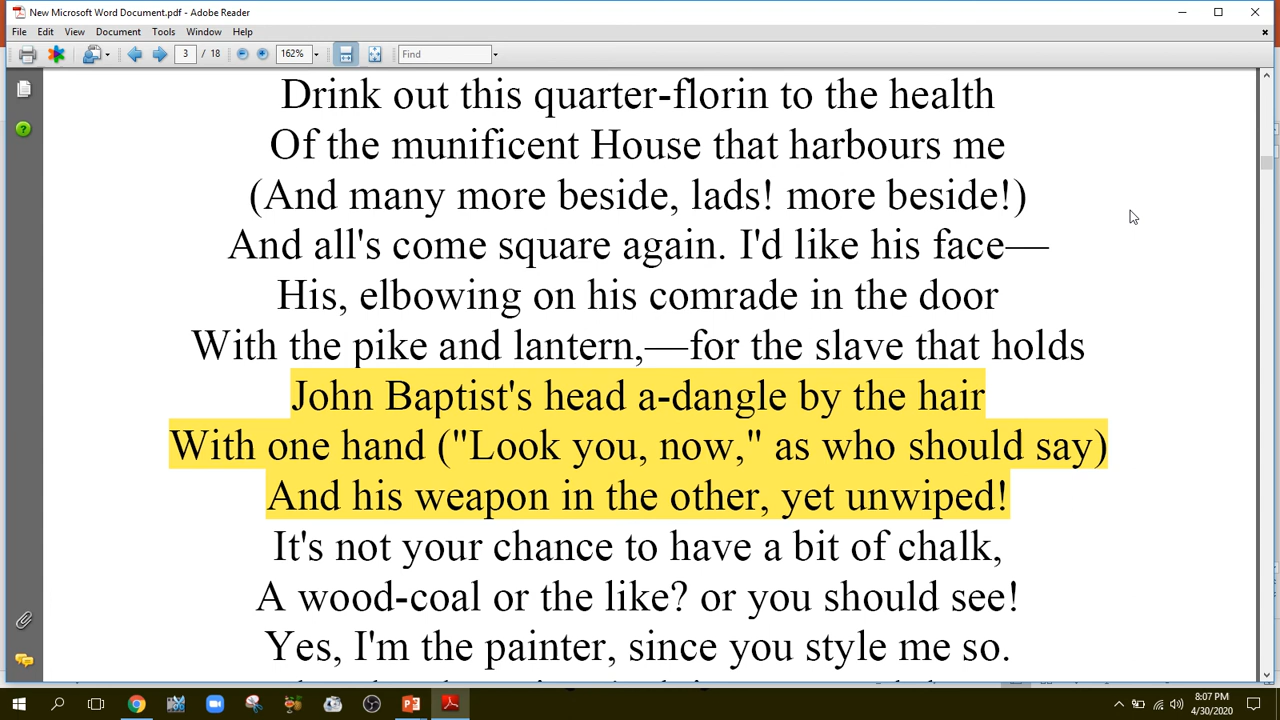 New Microsoft Word Document.pdf - Adobe Reader
File Edit View Document Tools Window Help
3 / 18 162% Find
Drink out this quarter-florin to the health
Of the munificent House that harbours me
(And many more beside, lads! more beside!)
And all's come square again. I'd like his face—
His, elbowing on his comrade in the door
With the pike and lantern,—for the slave that holds
John Baptist's head a-dangle by the hair
With one hand ("Look you, now," as who should say)
And his weapon in the other, yet unwiped!
It's not your chance to have a bit of chalk,
A wood-coal or the like? or you should see!
Yes, I'm the painter, since you style me so.
8:07 PM
4/30/2020